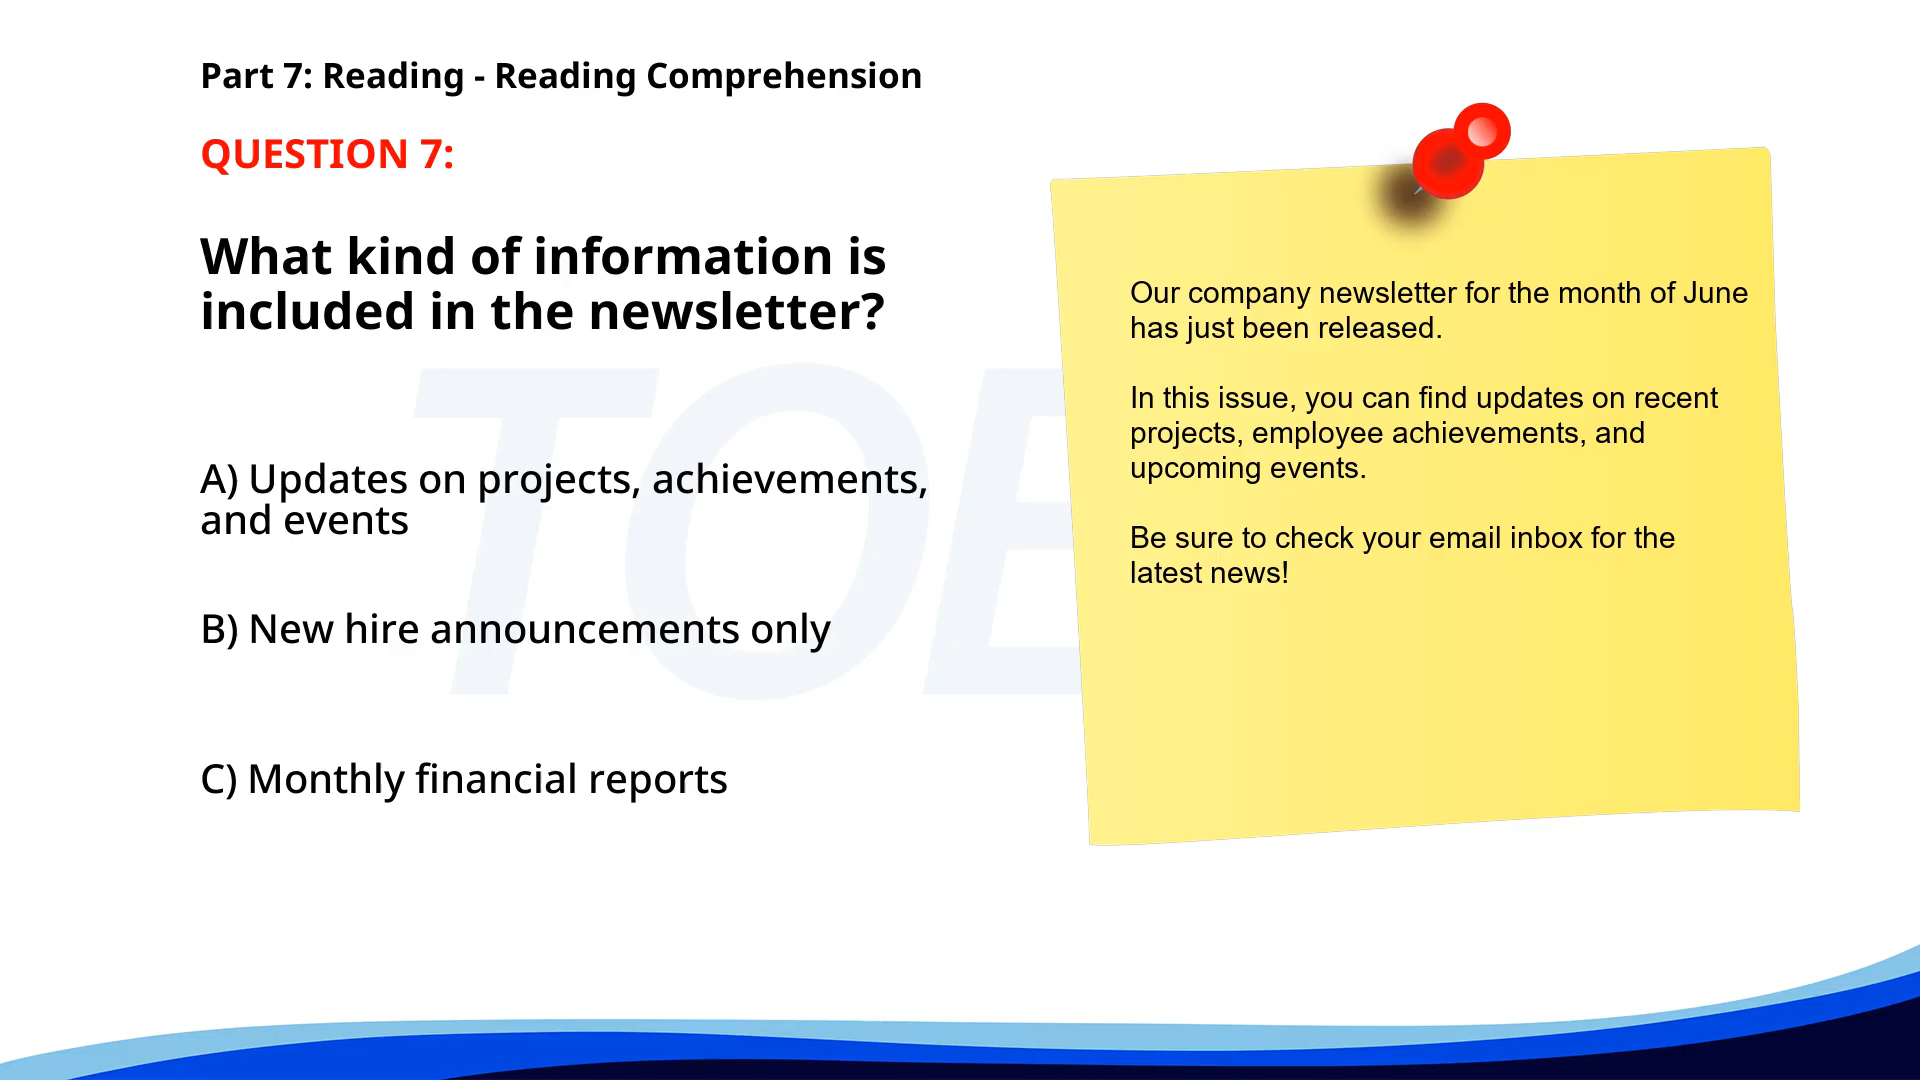 Part 7: Reading - Reading Comprehension
QUESTION 7:
What kind of information is
included in the newsletter?
A) Updates on projects, achievements,
and events
B) New hire announcements only
C) Monthly financial reports
Our company newsletter for the month of June
has just been released.
In this issue, you can find updates on recent
projects, employee achievements, and
upcoming events.
Be sure to check your email inbox for the
latest news!